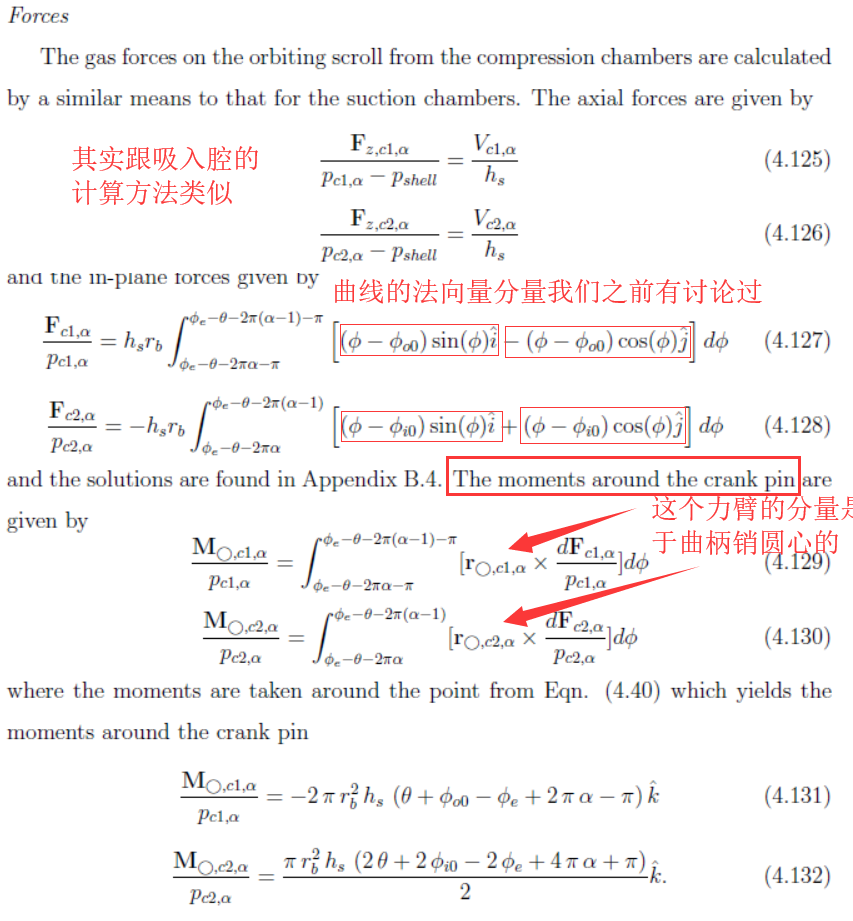 Forces
The gas forces on the orbiting scroll from the compression chambers are calculated
by a similar means to that for the suction chambers. The axial forces are given by
其实跟吸入腔的
计算方法类似
\frac{\mathbf{F}_{z,c1,\alpha}}{p_{c1,\alpha} - p_{shell}} = \frac{V_{c1,\alpha}}{h_s} (4.125)
\frac{\mathbf{F}_{z,c2,\alpha}}{p_{c2,\alpha} - p_{shell}} = \frac{V_{c2,\alpha}}{h_s} (4.126)
and the in-plane forces given by
曲线的法向量分量我们之前有讨论过
\frac{\mathbf{F}_{c1,\alpha}}{p_{c1,\alpha}} = h_s r_b \int_{\phi_e-\theta-2\pi\alpha-\pi}^{\phi_e-\theta-2\pi(\alpha-1)-\pi} \left[(\phi - \phi_{o0})\sin(\phi)\hat{i} - (\phi - \phi_{o0})\cos(\phi)\hat{j}\right] d\phi (4.127)
\frac{\mathbf{F}_{c2,\alpha}}{p_{c2,\alpha}} = -h_s r_b \int_{\phi_e-\theta-2\pi\alpha}^{\phi_e-\theta-2\pi(\alpha-1)} \left[(\phi - \phi_{i0})\sin(\phi)\hat{i} + (\phi - \phi_{i0})\cos(\phi)\hat{j}\right] d\phi (4.128)
and the solutions are found in Appendix B.4. The moments around the crank pin are
given by
这个力臂的分量是
于曲柄销圆心的
\frac{\mathbf{M}_{\bigcirc,c1,\alpha}}{p_{c1,\alpha}} = \int_{\phi_e-\theta-2\pi\alpha-\pi}^{\phi_e-\theta-2\pi(\alpha-1)-\pi} [\mathbf{r}_{\bigcirc,c1,\alpha} \times \frac{d\mathbf{F}_{c1,\alpha}}{p_{c1,\alpha}}] d\phi (4.129)
\frac{\mathbf{M}_{\bigcirc,c2,\alpha}}{p_{c2,\alpha}} = \int_{\phi_e-\theta-2\pi\alpha}^{\phi_e-\theta-2\pi(\alpha-1)} [\mathbf{r}_{\bigcirc,c2,\alpha} \times \frac{d\mathbf{F}_{c2,\alpha}}{p_{c2,\alpha}}] d\phi (4.130)
where the moments are taken around the point from Eqn. (4.40) which yields the
moments around the crank pin
\frac{\mathbf{M}_{\bigcirc,c1,\alpha}}{p_{c1,\alpha}} = -2\,\pi\,r_b^2\,h_s\,(\theta + \phi_{o0} - \phi_e + 2\,\pi\,\alpha - \pi)\,\hat{k} (4.131)
\frac{\mathbf{M}_{\bigcirc,c2,\alpha}}{p_{c2,\alpha}} = \frac{\pi\,r_b^2\,h_s\,(2\,\theta + 2\,\phi_{i0} - 2\,\phi_e + 4\,\pi\,\alpha + \pi)}{2}\hat{k}. (4.132)